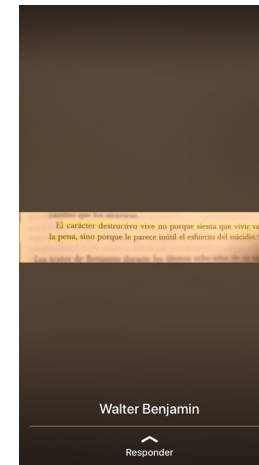 El carácter destructivo vive no porque sienta que vivir va
la pena, sino porque le parece inútil el esfuerzo del suicidio.
Walter Benjamin
Responder